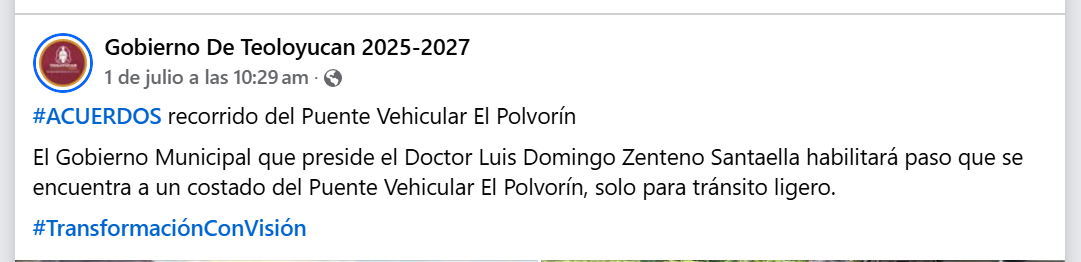 Gobierno De Teoloyucan 2025-2027
1 de julio a las 10:29 am ·
#ACUERDOS recorrido del Puente Vehicular El Polvorín
El Gobierno Municipal que preside el Doctor Luis Domingo Zenteno Santaella habilitará paso que se
encuentra a un costado del Puente Vehicular El Polvorín, solo para tránsito ligero.
#TransformaciónConVisión